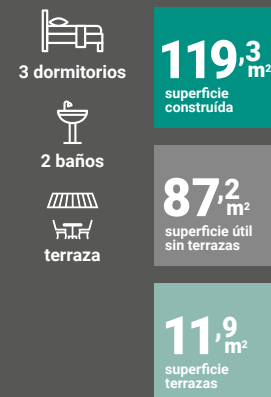 3 dormitorios
2 baños
terraza
119,3 m²
superficie
construída
87,2 m²
superficie útil
sin terrazas
11,9 m²
superficie
terrazas